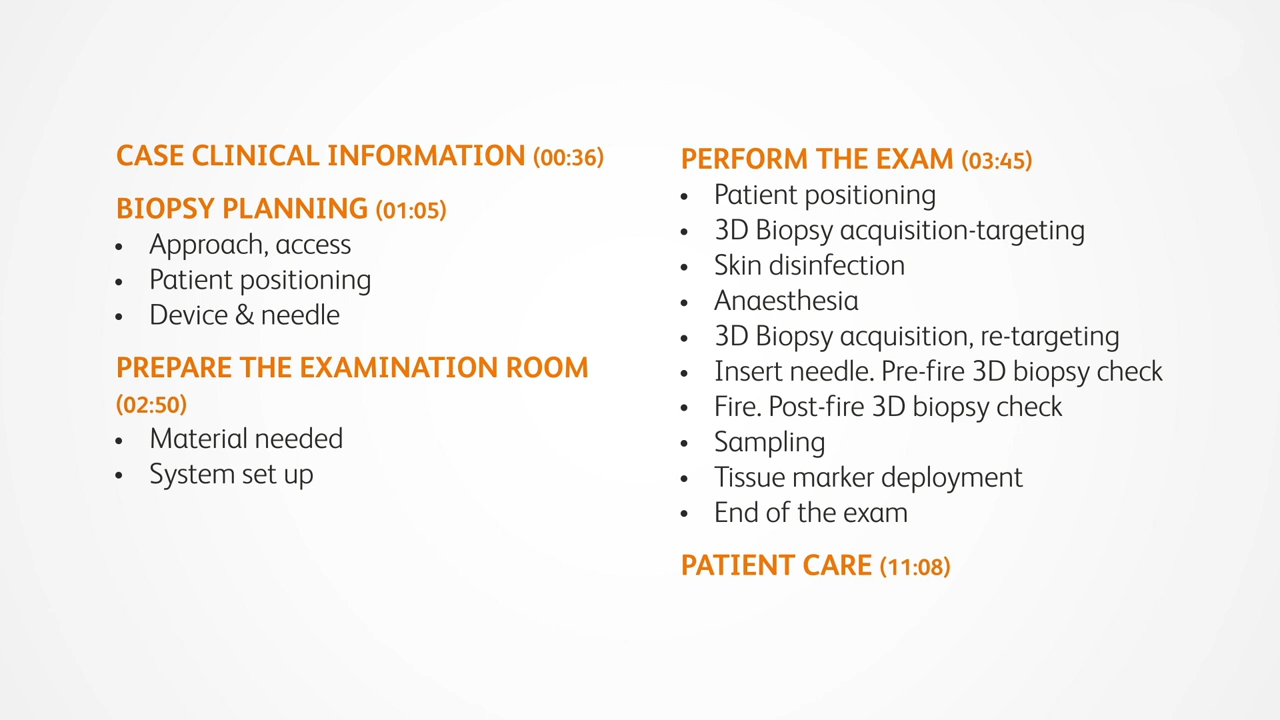 CASE CLINICAL INFORMATION (00:36)
BIOPSY PLANNING (01:05)
• Approach, access
• Patient positioning
• Device & needle
PREPARE THE EXAMINATION ROOM
(02:50)
• Material needed
• System set up
PERFORM THE EXAM (03:45)
• Patient positioning
• 3D Biopsy acquisition-targeting
• Skin disinfection
• Anaesthesia
• 3D Biopsy acquisition, re-targeting
• Insert needle. Pre-fire 3D biopsy check
• Fire. Post-fire 3D biopsy check
• Sampling
• Tissue marker deployment
• End of the exam
PATIENT CARE (11:08)